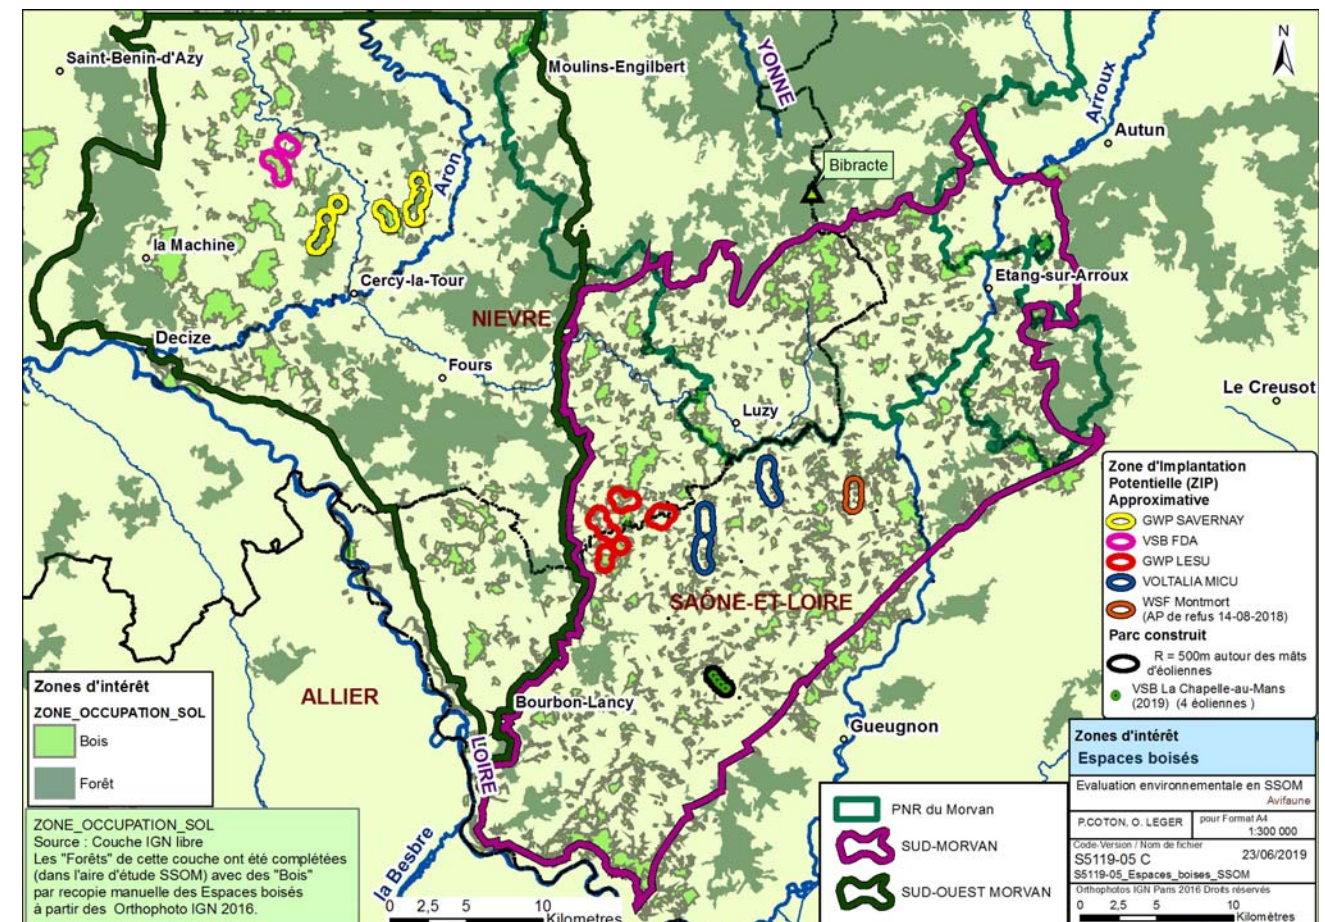 N
Saint-Benin-d'Azy
Moulins-Engilbert
YONNE
Arroux
Autun
Bibracte
Aron
la Machine
Cercy-la-Tour
Etang-sur-Arroux
NIEVRE
Decize
Fours
Le Creusot
Luzy
SAÔNE-ET-LOIRE
ALLIER
Bourbon-Lancy
Gueugnon
LOIRE
la Besbre
Zone d'Implantation
Potentielle (ZIP)
Approximative
GWP SAVERNAY
VSB FDA
GWP LESU
VOLTALIA MICU
WSF Montmort
(AP de refus 14-08-2018)
Parc construit
R = 500m autour des mâts
d'éoliennes
VSB La Chapelle-au-Mans
(2019) (4 éoliennes )
Zones d'intérêt
ZONE_OCCUPATION_SOL
Bois
Forêt
ZONE_OCCUPATION_SOL
Source : Couche IGN libre
Les "Forêts" de cette couche ont été complétées
(dans l'aire d'étude SSOM) avec des "Bois"
par recopie manuelle des Espaces boisés
à partir des Orthophoto IGN 2016.
0 2,5 5 10
Kilomètres
PNR du Morvan
SUD-MORVAN
SUD-OUEST MORVAN
Zones d'intérêt
Espaces boisés
Evaluation environnementale en SSOM
Avifaune
P.COTON, O. LEGER
pour Format A4
1:300 000
Code-Version / Nom de fichier
S5119-05 C 23/06/2019
S5119-05_Espaces_boises_SSOM
Orthophotos IGN Paris 2016 Droits réservés
0 2,5 5 10
Kilomètres